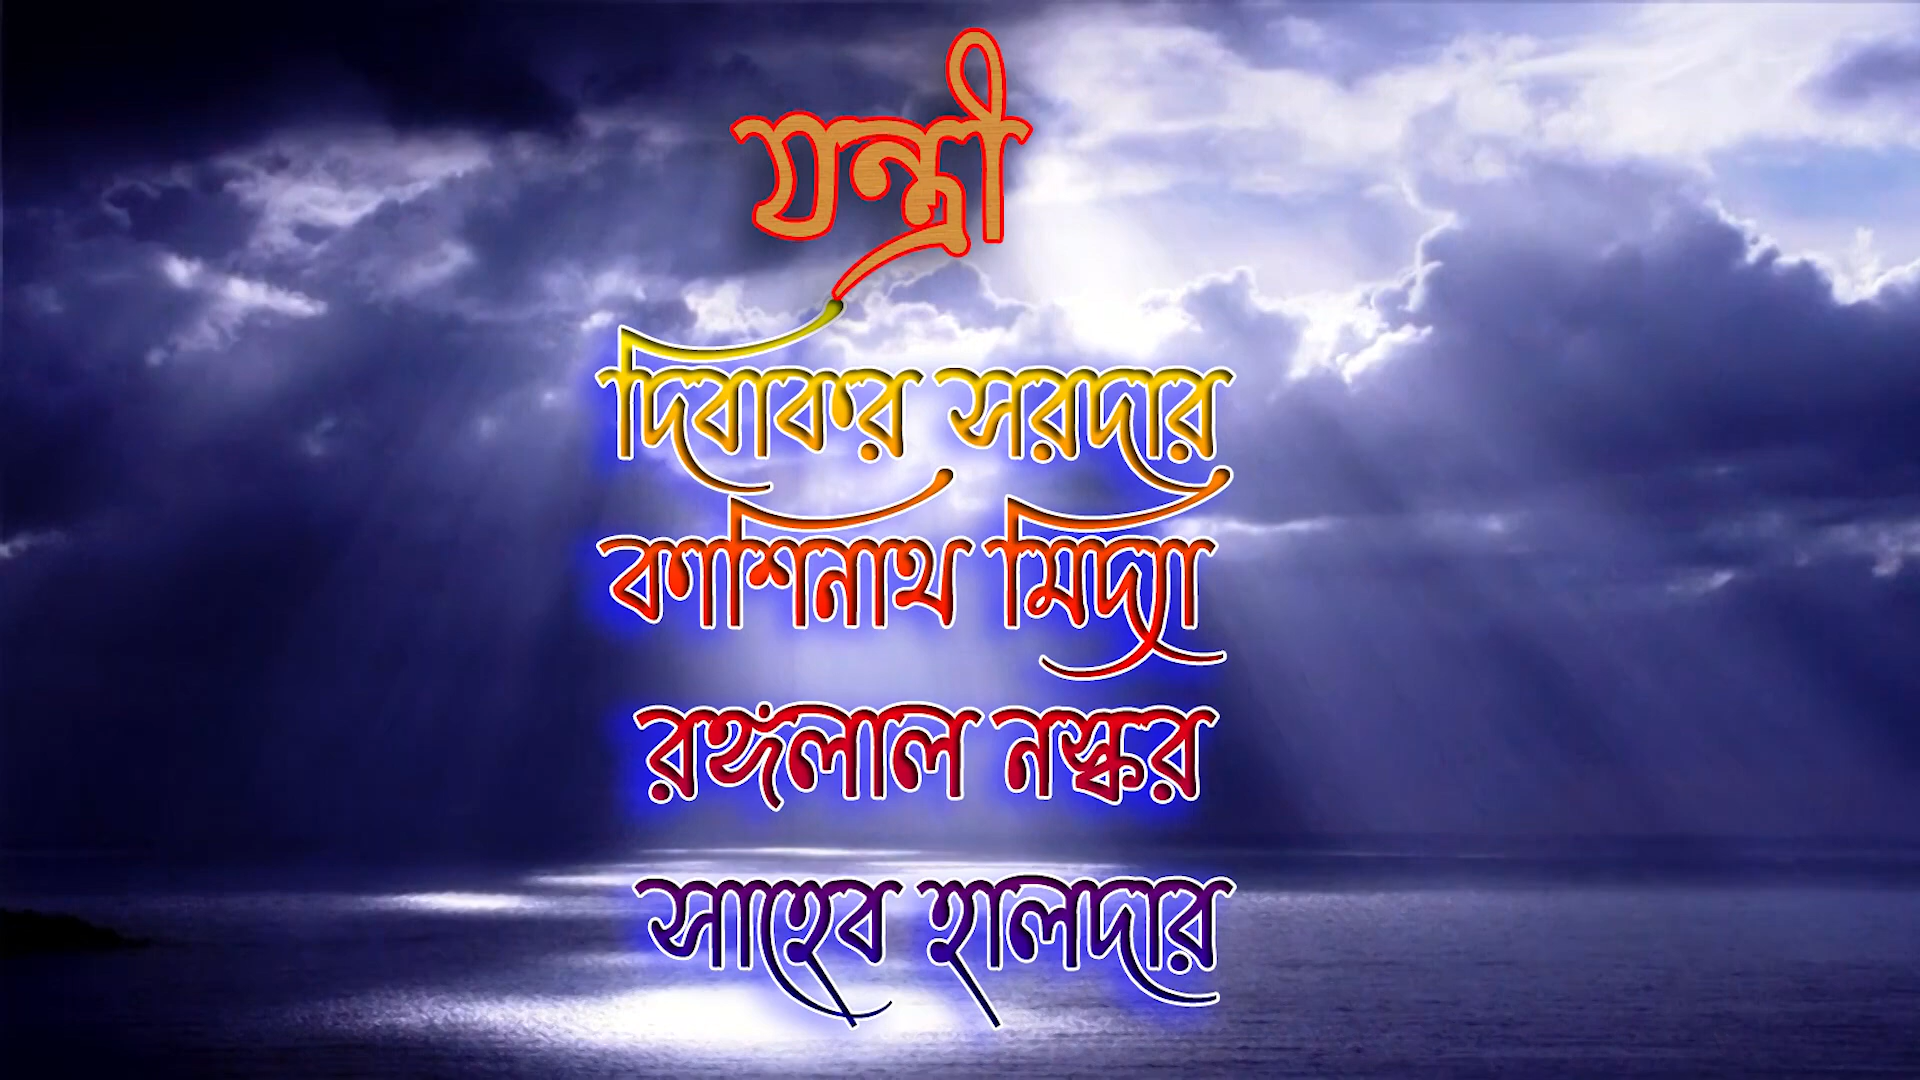 যন্ত্রী
দিবাকর সরদার
কাশিনাথ মিদ্যা
রঙ্গলাল নস্কর
সাহেব হালদার